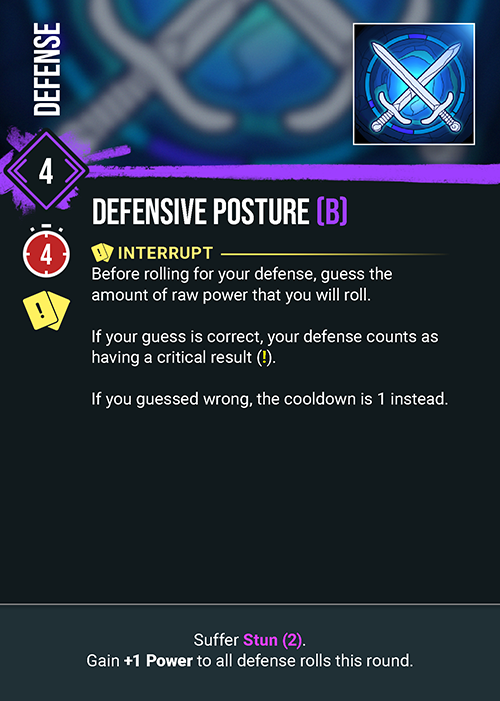 DEFENSE
4
DEFENSIVE POSTURE (B)
4
! INTERRUPT
!
Before rolling for your defense, guess the
amount of raw power that you will roll.
If your guess is correct, your defense counts as
having a critical result (!).
If you guessed wrong, the cooldown is 1 instead.
Suffer Stun (2).
Gain +1 Power to all defense rolls this round.